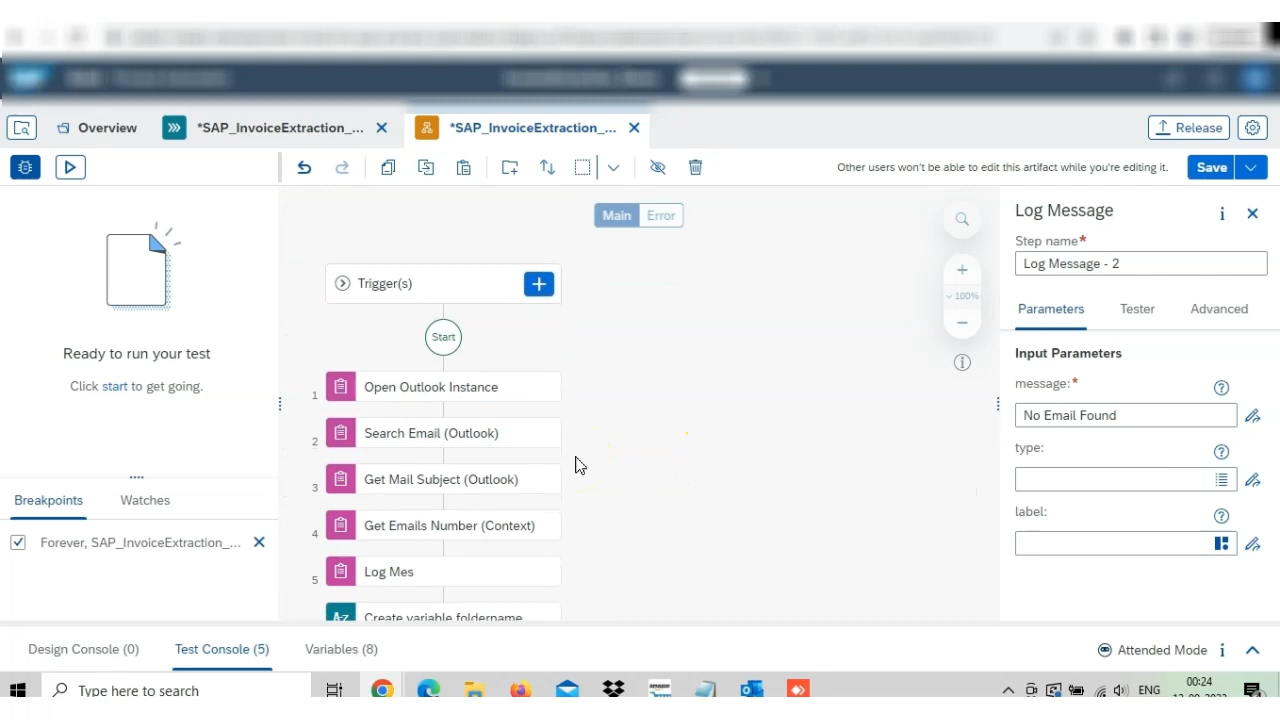 Overview
*SAP_InvoiceExtraction_...
*SAP_InvoiceExtraction_...
Release
Other users won't be able to edit this artifact while you're editing it.
Save
Main
Error
Ready to run your test
Click start to get going.
Breakpoints
Watches
Forever, SAP_InvoiceExtraction_...
Trigger(s)
Start
1
Open Outlook Instance
2
Search Email (Outlook)
3
Get Mail Subject (Outlook)
4
Get Emails Number (Context)
5
Log Mes
Create variable foldername
100%
Log Message
Step name*
Log Message - 2
Parameters
Tester
Advanced
Input Parameters
message:*
No Email Found
type:
label:
Design Console (0)
Test Console (5)
Variables (8)
Attended Mode
Type here to search
ENG
00:24